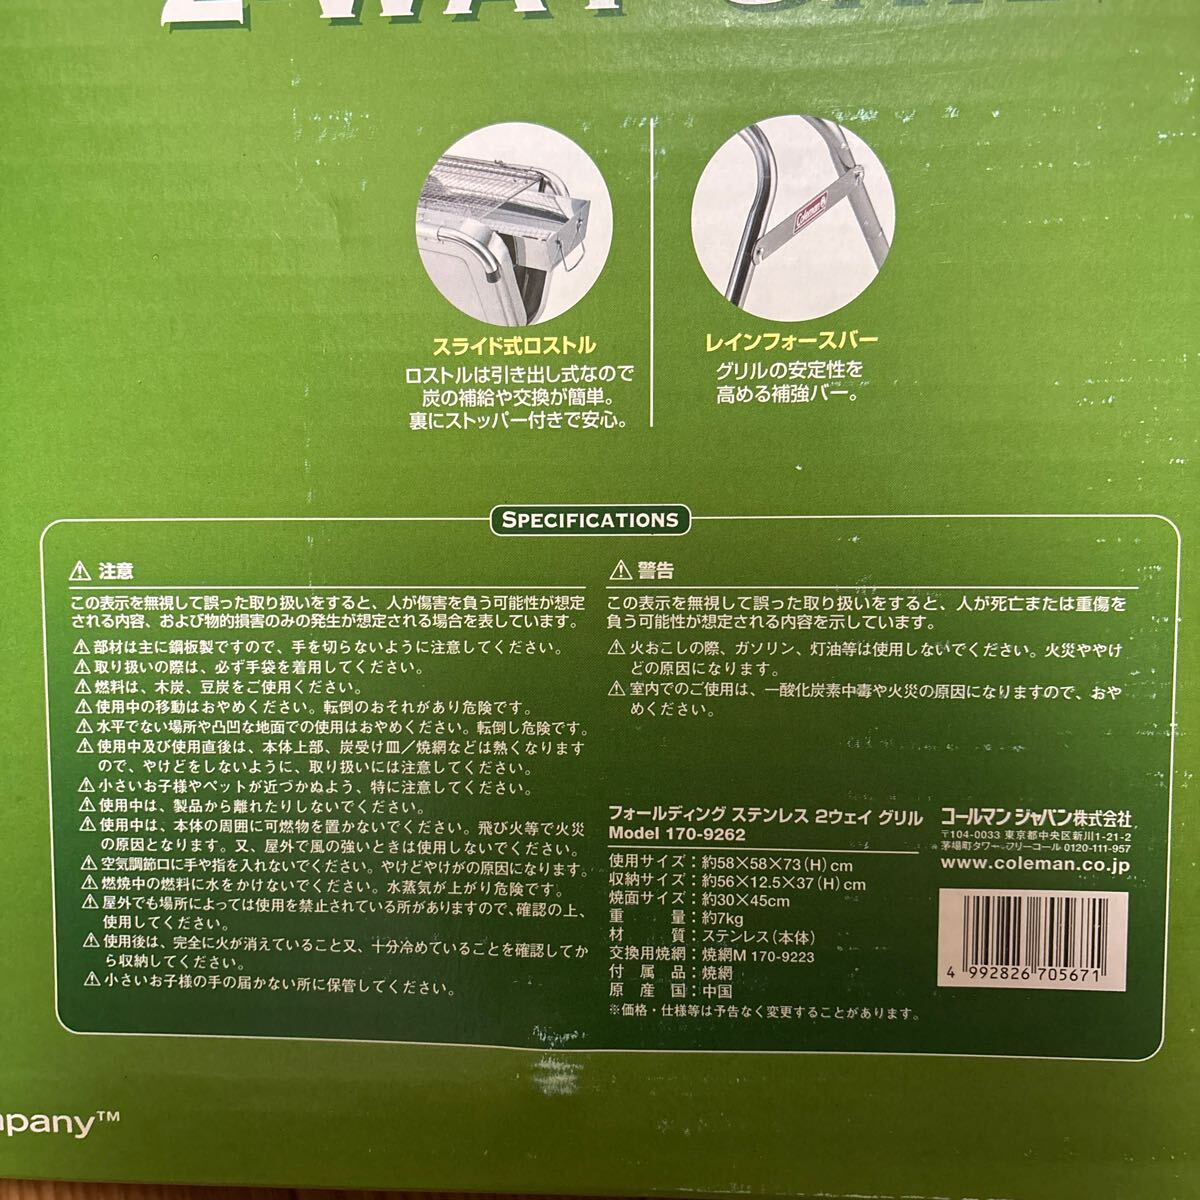 2-WAY GRILL
Coleman
スライド式ロストル
ロストルは引き出し式なので
炭の補給や交換が簡単。
裏にストッパー付きで安心。
レインフォースバー
グリルの安定性を
高める補強バー。
SPECIFICATIONS
⚠ 注意
この表示を無視して誤った取り扱いをすると、人が傷害を負う可能性が想定
される内容、および物的損害のみの発生が想定される場合を表しています。
⚠ 部材は主に鋼板製ですので、手を切らないように注意してください。
⚠ 取り扱いの際は、必ず手袋を着用してください。
⚠ 燃料は、木炭、豆炭をご使用ください。
⚠ 使用中の移動はおやめください。転倒のおそれがあり危険です。
⚠ 水平でない場所や凸凹な地面での使用はおやめください。転倒し危険です。
⚠ 使用中及び使用直後は、本体上部、炭受け皿／焼網などは熱くなります
ので、やけどをしないように、取り扱いには注意してください。
⚠ 小さいお子様やペットが近づかぬよう、特に注意してください。
⚠ 使用中は、製品から離れたりしないでください。
⚠ 使用中は、本体の周囲に可燃物を置かないでください。飛び火等で火災
の原因となります。又、屋外で風の強いときは使用しないでください。
⚠ 空気調節口に手や指を入れないでください。やけどやけがの原因になります。
⚠ 燃焼中の燃料に水をかけないでください。水蒸気が上がり危険です。
⚠ 屋外でも場所によっては使用を禁止されている所がありますので、確認の上、
使用してください。
⚠ 使用後は、完全に火が消えていること又、十分冷めていることを確認してか
ら収納してください。
⚠ 小さいお子様の手の届かない所に保管してください。
⚠ 警告
この表示を無視して誤った取り扱いをすると、人が死亡または重傷を
負う可能性が想定される内容を示しています。
⚠ 火おこしの際、ガソリン、灯油等は使用しないでください。火災ややけ
どの原因になります。
⚠ 室内でのご使用は、一酸化炭素中毒や火災の原因になりますので、おや
めください。
フォールディング ステンレス 2ウェイ グリル
Model 170-9262
使用サイズ：約58×58×73(H)cm
収納サイズ：約56×12.5×37(H)cm
焼面サイズ：約30×45cm
重　　量：約7kg
材　　質：ステンレス(本体)
交換用焼網：焼網M 170-9223
付　属　品：焼網
原　産　国：中国
※価格・仕様等は予告なく変更することがあります。
コールマン ジャパン株式会社
〒104-0033 東京都中央区新川1-21-2
茅場町タワー フリーコール 0120-111-957
www.coleman.co.jp
4 992826 705671
mpany™